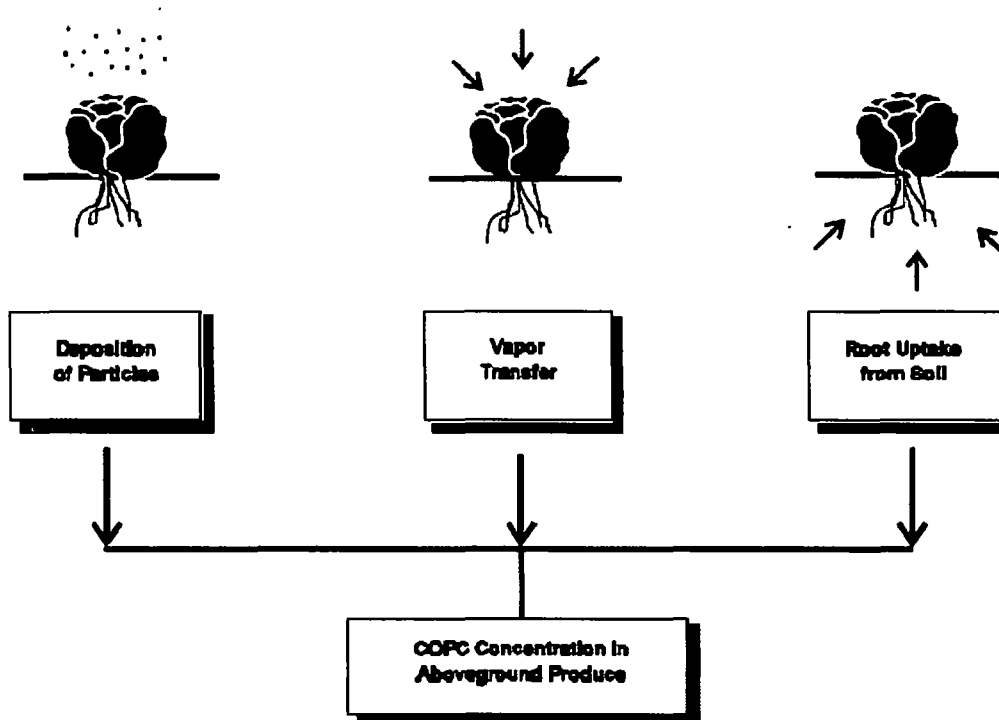 Deposition
of Particles
Vapor
Transfer
Root Uptake
from Soil
COPC Concentration in
Aboveground Produce